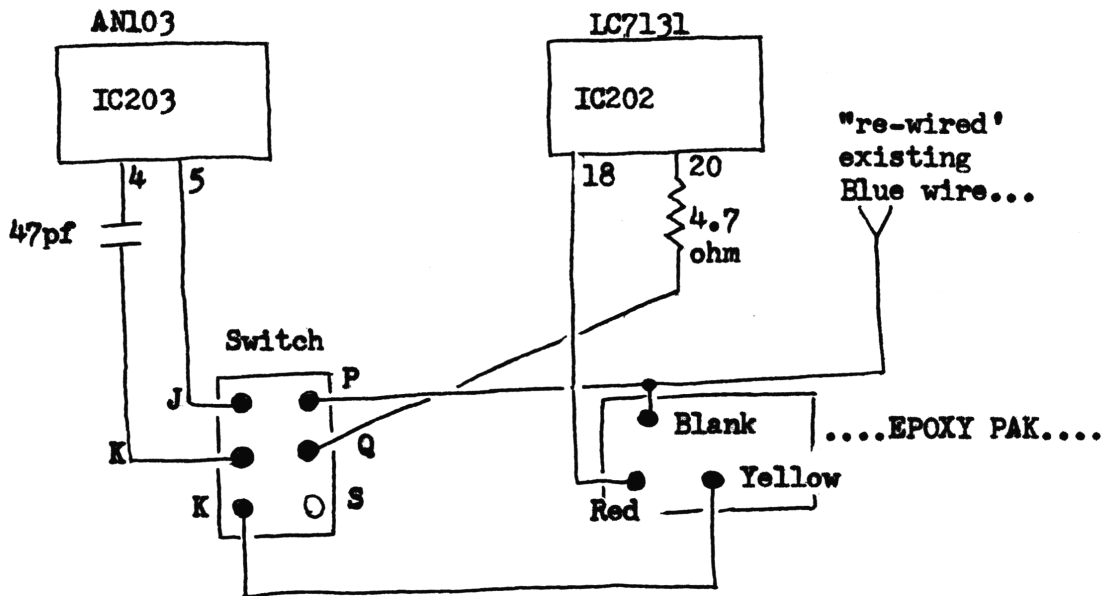 AN103
IC203
4
5
47pf
LC7131
IC202
18
20
4.7
ohm
"re-wired'
existing
Blue wire...
Switch
J
P
K
Q
K
S
Blank
....EPOXY PAK....
Yellow
Red